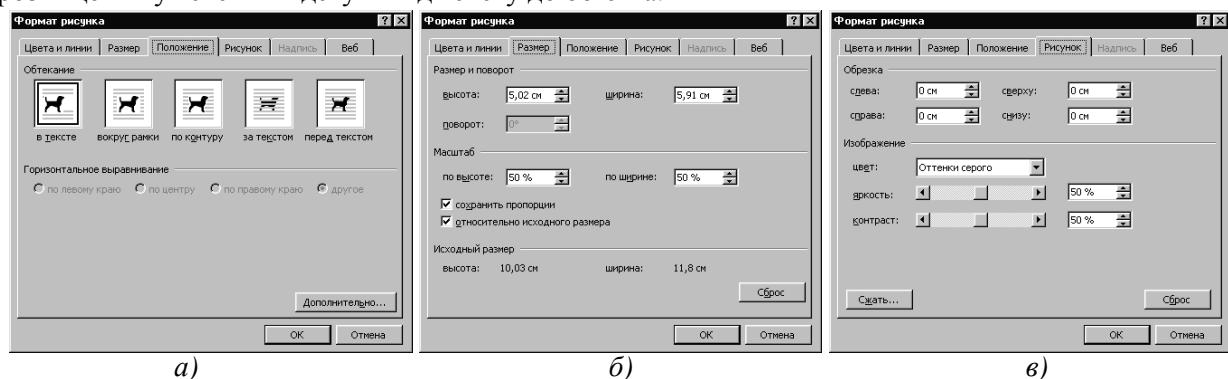 Формат рисунка
Цвета и линии Размер Положение Рисунок Надпись Веб
Обтекание
в тексте вокруг рамки по контуру за текстом перед текстом
Горизонтальное выравнивание
по левому краю по центру по правому краю другое
Дополнительно...
ОК Отмена
а)
Формат рисунка
Цвета и линии Размер Положение Рисунок Надпись Веб
Размер и поворот
высота: 5,02 см ширина: 5,91 см
поворот: 0°
Масштаб
по высоте: 50 % по ширине: 50 %
сохранить пропорции
относительно исходного размера
Исходный размер
высота: 10,03 см ширина: 11,8 см
Сброс
ОК Отмена
б)
Формат рисунка
Цвета и линии Размер Положение Рисунок Надпись Веб
Обрезка
слева: 0 см сверху: 0 см
справа: 0 см снизу: 0 см
Изображение
цвет: Оттенки серого
яркость: 50 %
контраст: 50 %
Сжать... Сброс
ОК Отмена
в)